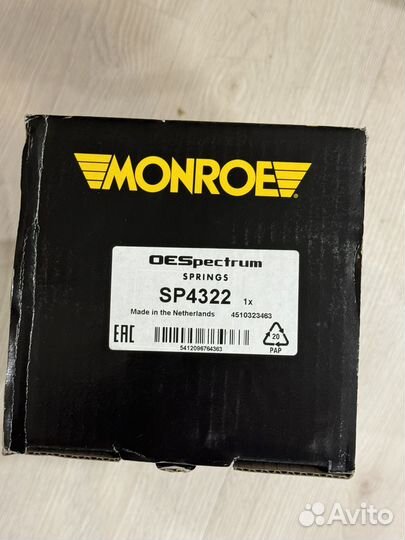 MONROE
OESpectrum
SPRINGS
SP4322 1x
Made in the Netherlands 4510323463
EAC
5412096764363
20
PAP
Avito